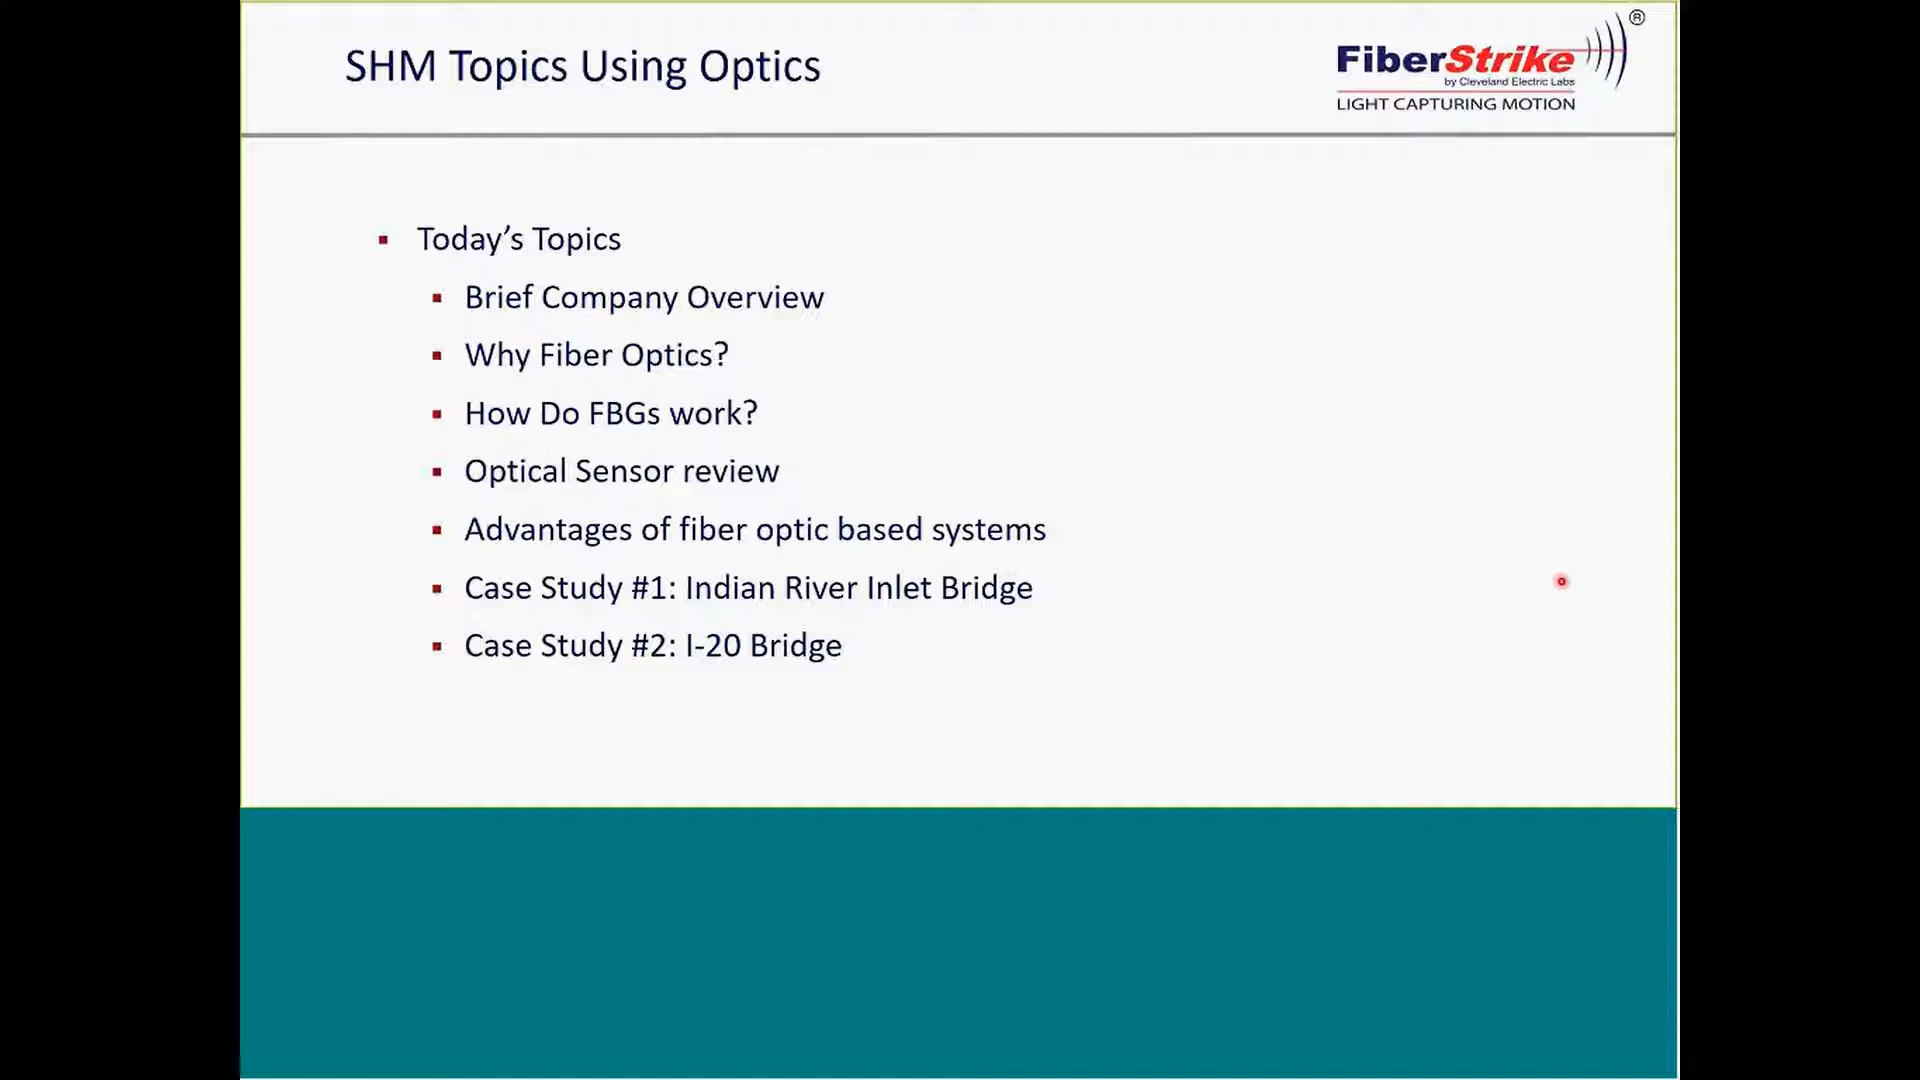 SHM Topics Using Optics
FiberStrike®
by Cleveland Electric Labs
LIGHT CAPTURING MOTION
Today's Topics
Brief Company Overview
Why Fiber Optics?
How Do FBGs work?
Optical Sensor review
Advantages of fiber optic based systems
Case Study #1: Indian River Inlet Bridge
Case Study #2: I-20 Bridge